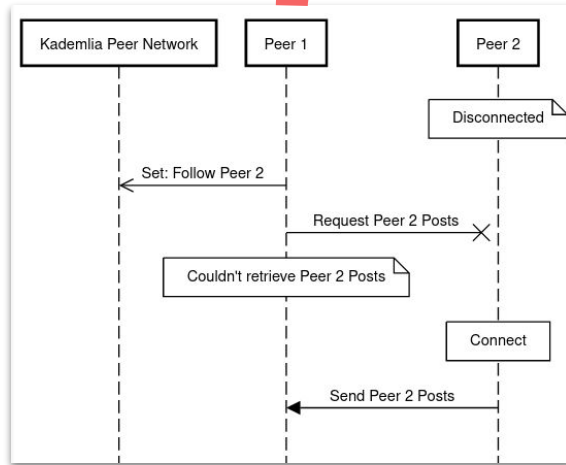 Kademlia Peer Network
Peer 1
Peer 2
Disconnected
Set: Follow Peer 2
Request Peer 2 Posts
Couldn't retrieve Peer 2 Posts
Connect
Send Peer 2 Posts